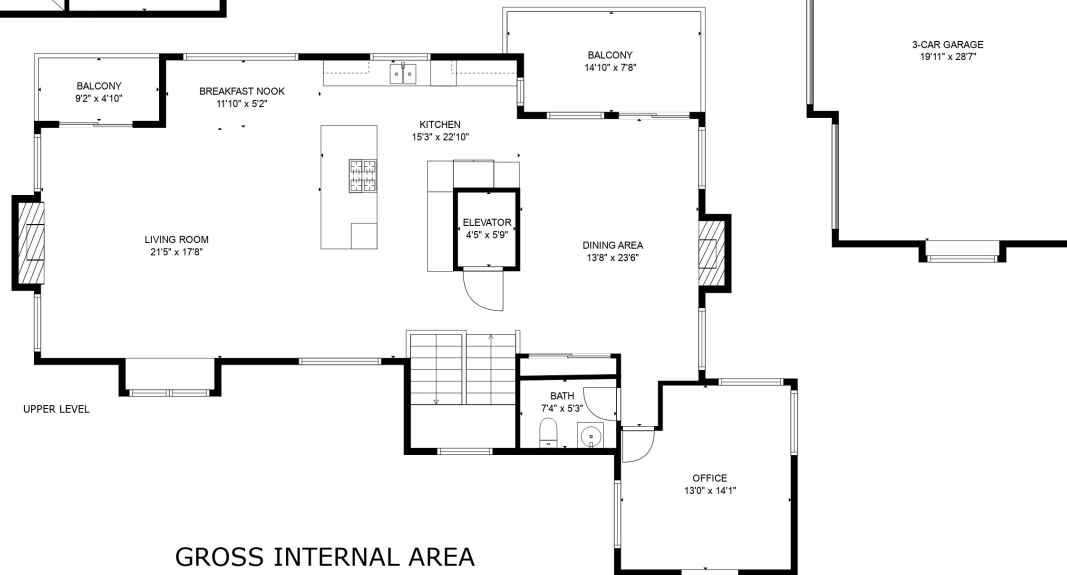 3-CAR GARAGE
19'11" x 28'7"
BALCONY
14'10" x 7'8"
BALCONY
9'2" x 4'10"
BREAKFAST NOOK
11'10" x 5'2"
KITCHEN
15'3" x 22'10"
ELEVATOR
4'5" x 5'9"
LIVING ROOM
21'5" x 17'8"
DINING AREA
13'8" x 23'6"
BATH
7'4" x 5'3"
UPPER LEVEL
OFFICE
13'0" x 14'1"
GROSS INTERNAL AREA